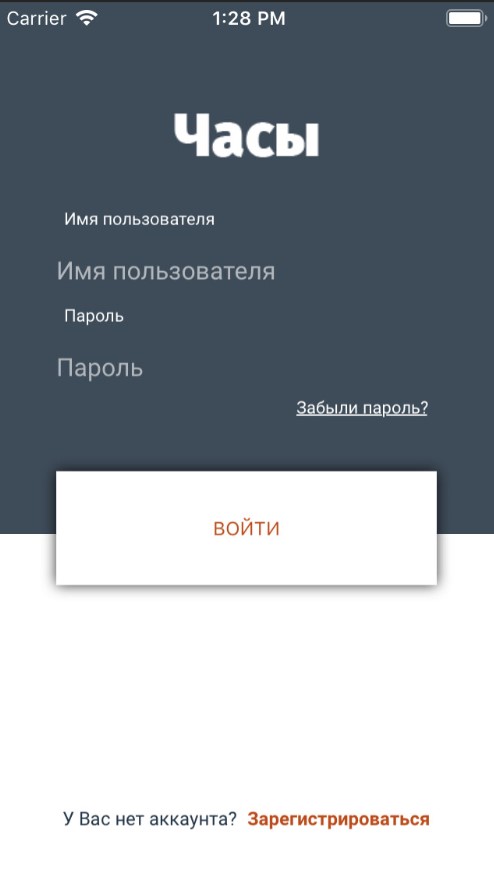 Carrier 1:28 PM
Часы
Имя пользователя
Имя пользователя
Пароль
Пароль
Забыли пароль?
ВОЙТИ
У Вас нет аккаунта? Зарегистрироваться